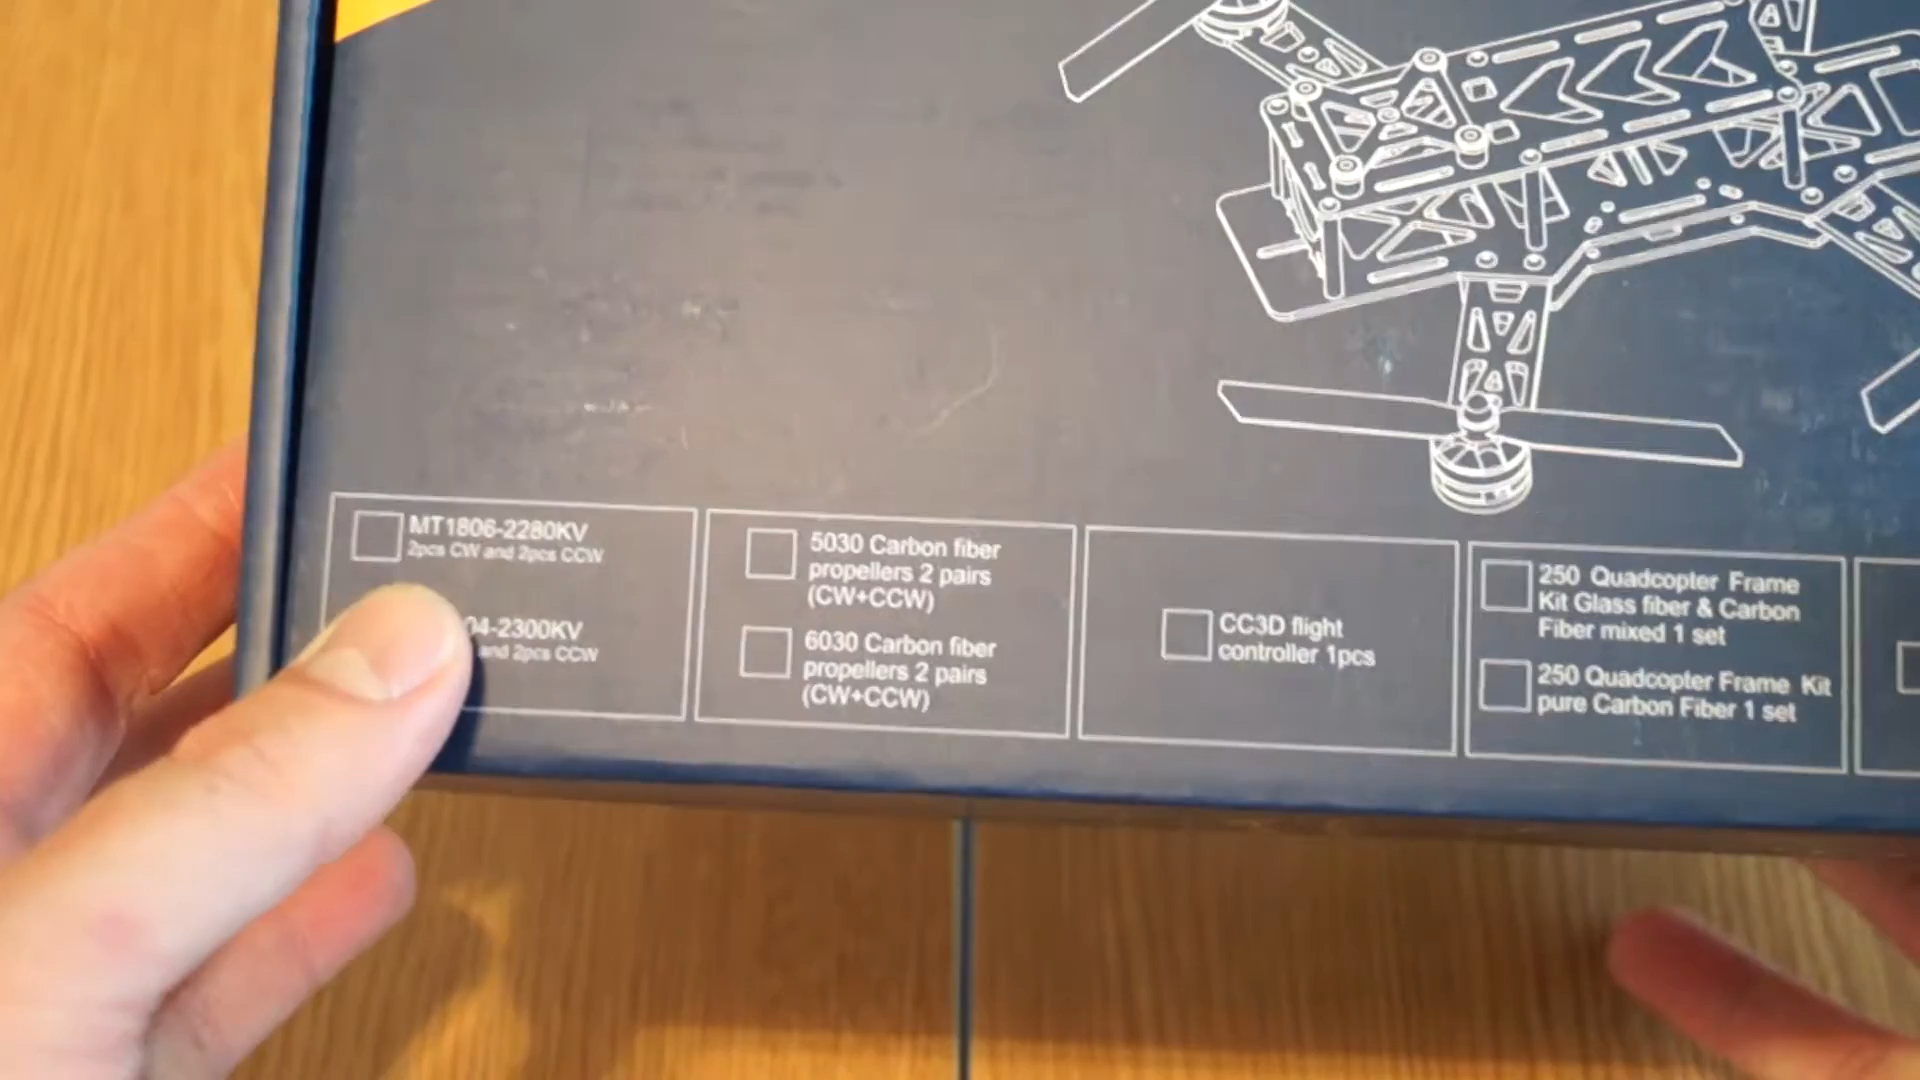 MT1806-2280KV
2pcs CW and 2pcs CCW
04-2300KV
and 2pcs CCW
5030 Carbon fiber
propellers 2 pairs
(CW+CCW)
6030 Carbon fiber
propellers 2 pairs
(CW+CCW)
CC3D flight
controller 1pcs
250 Quadcopter Frame
Kit Glass fiber & Carbon
Fiber mixed 1 set
250 Quadcopter Frame Kit
pure Carbon Fiber 1 set